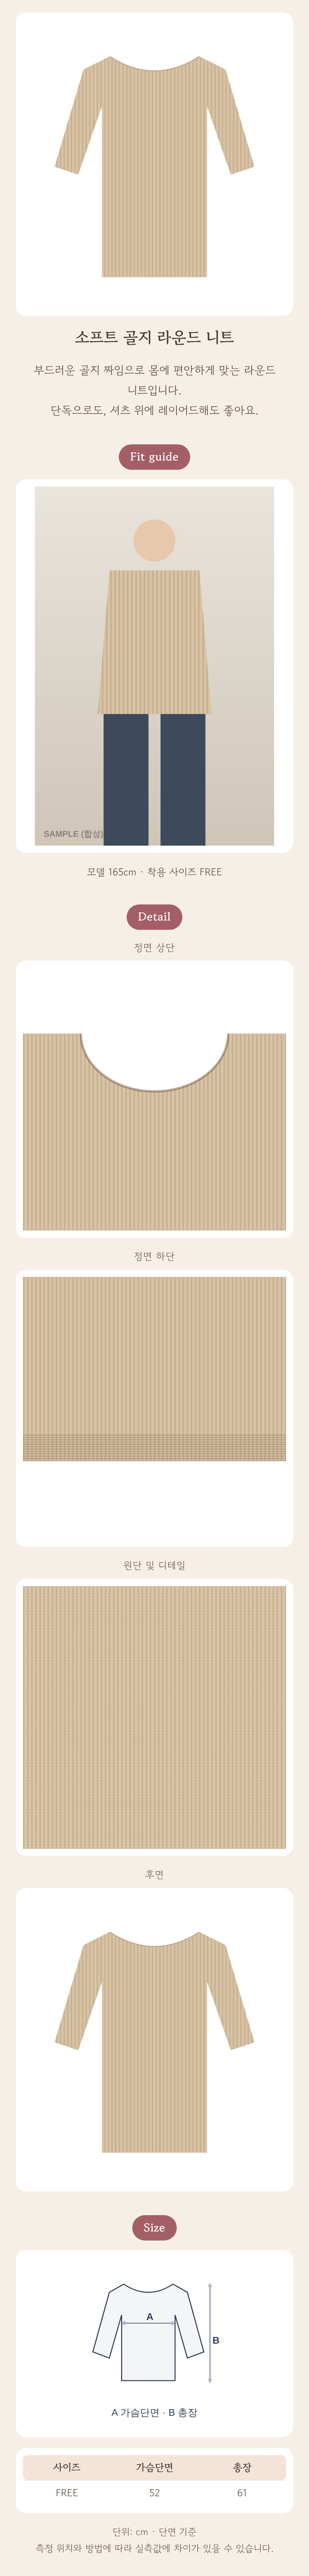 소프트 골지 라운드 니트
부드러운 골지 짜임으로 몸에 편안하게 맞는 라운드
니트입니다.
단독으로도, 셔츠 위에 레이어드해도 좋아요.
Fit guide
SAMPLE (합성)
모델 165cm · 착용 사이즈 FREE
Detail
정면 상단
정면 하단
원단 및 디테일
후면
Size
A
B
A 가슴단면 · B 총장
사이즈 가슴단면 총장
FREE 52 61
단위: cm · 단면 기준
측정 위치와 방법에 따라 실측값에 차이가 있을 수 있습니다.